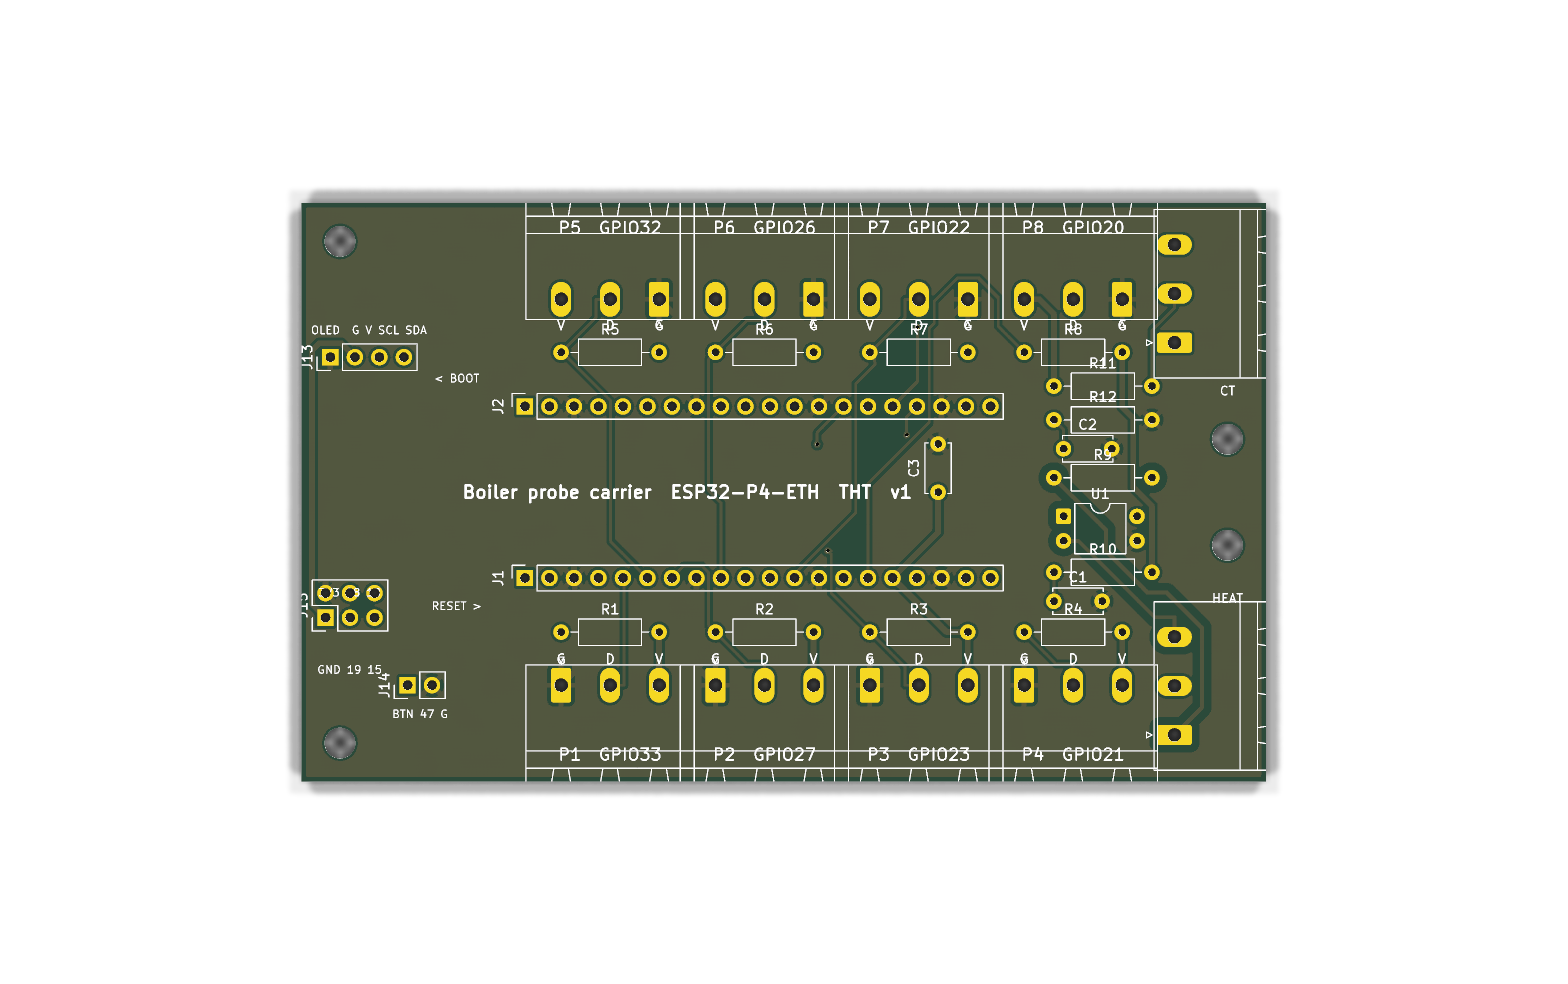 P5 GPIO32
P6 GPIO26
P7 GPIO22
P8 GPIO20
V D G
V D G
V D G
V D G
R5
R6
R7
R8
OLED G V SCL SDA
J13
< BOOT
R11
CT
R12
J2
C2
C3
R9
Boiler probe carrier ESP32-P4-ETH THT v1
U1
R10
J1
C1
HEAT
J15
RESET >
R1
R2
R3
R4
G D V
G D V
G D V
G D V
GND 19 15
J14
BTN 47 G
P1 GPIO33
P2 GPIO27
P3 GPIO23
P4 GPIO21